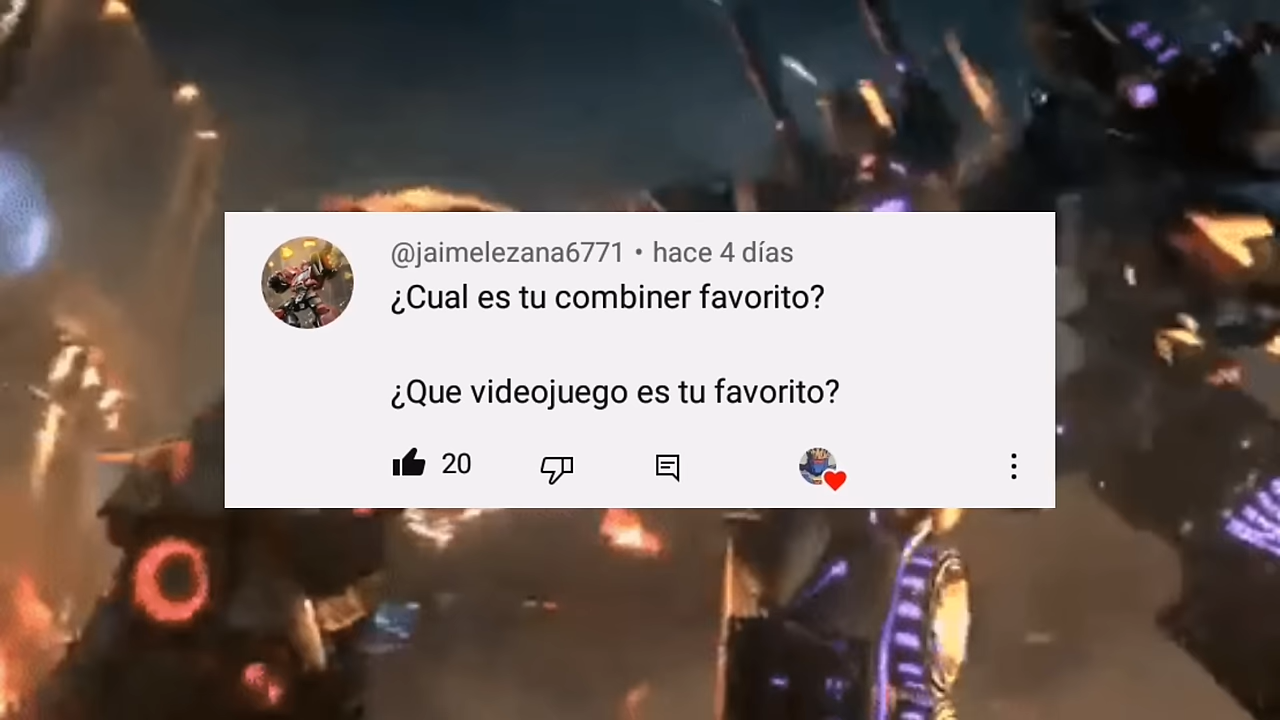 @jaimelezana6771 • hace 4 días
¿Cual es tu combiner favorito?
¿Que videojuego es tu favorito?
20